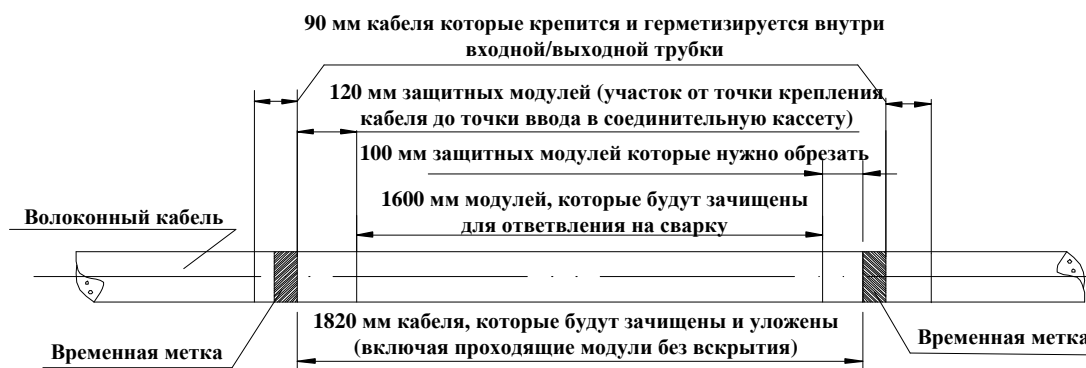 90 мм кабеля которые крепится и герметизируется внутри
входной/выходной трубки
120 мм защитных модулей (участок от точки крепления
кабеля до точки ввода в соединительную кассету)
100 мм защитных модулей которые нужно обрезать
1600 мм модулей, которые будут зачищены
для ответвления на сварку
Волоконный кабель
1820 мм кабеля, которые будут зачищены и уложены
(включая проходящие модули без вскрытия)
Временная метка
Временная метка